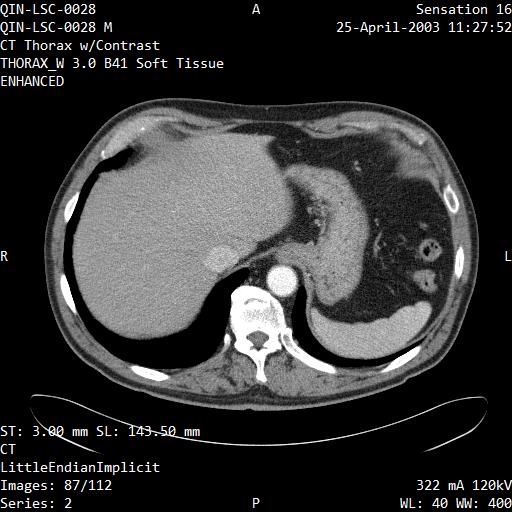 QIN-LSC-0028
A
Sensation 16
QIN-LSC-0028 M
25-April-2003 11:27:52
CT Thorax w/Contrast
THORAX_W 3.0 B41 Soft Tissue
ENHANCED
R
L
ST: 3.00 mm SL: 143.50 mm
CT
LittleEndianImplicit
Images: 87/112
322 mA 120kV
Series: 2
P
WL: 40 WW: 400